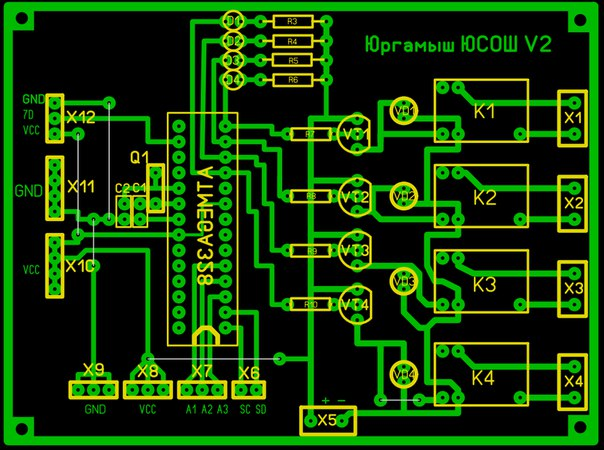 D1 R3
D2 R4
D3 R5
D4 R6
Юргамыш ЮСОШ V2
GND
7D X12
VCC
Q1
R7 VT1 VD1 K1 X1
GND X11
C2 C1
ATMEGA328
R8 VT2 VD2 K2 X2
VCC X10
R9 VT3 VD3 K3 X3
R10 VT4
X9 X8 X7 X6
VD4 K4 X4
GND VCC A1 A2 A3 SC SD
+ -
X5